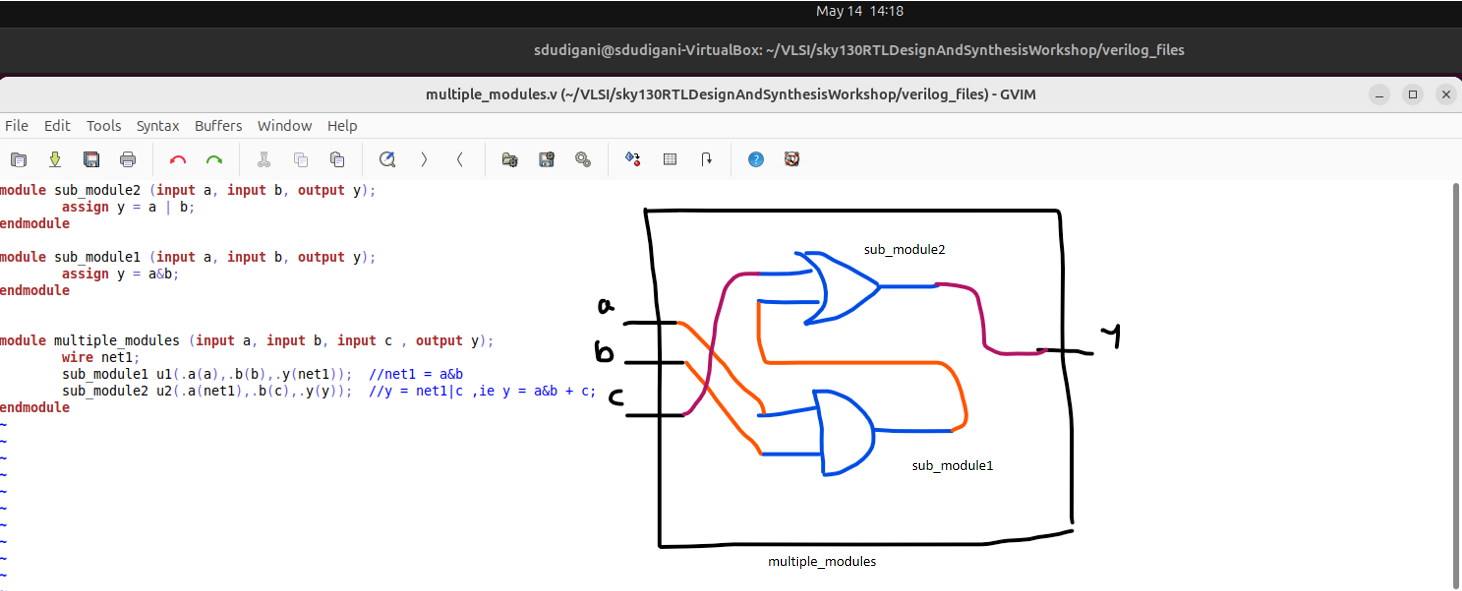 May 14 14:18
sdudigani@sdudigani-VirtualBox: ~/VLSI/sky130RTLDesignAndSynthesisWorkshop/verilog_files
multiple_modules.v (~/VLSI/sky130RTLDesignAndSynthesisWorkshop/verilog_files) - GVIM
File Edit Tools Syntax Buffers Window Help
module sub_module2 (input a, input b, output y);
        assign y = a | b;
endmodule
module sub_module1 (input a, input b, output y);
        assign y = a&b;
endmodule
module multiple_modules (input a, input b, input c , output y);
        wire net1;
        sub_module1 u1(.a(a),.b(b),.y(net1));  //net1 = a&b
        sub_module2 u2(.a(net1),.b(c),.y(y));  //y = net1|c ,ie y = a&b + c;
endmodule
~
~
~
~
~
~
~
~
~
~
sub_module2
a
b
c
y
sub_module1
multiple_modules